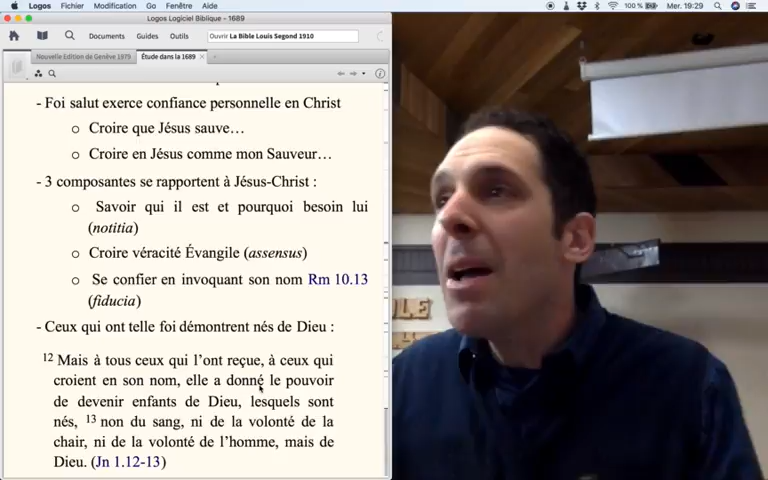 Logos Fichier Modification Go Fenêtre Aide 100 % Mer. 19:29
Logos Logiciel Biblique - 1689
Documents Guides Outils Ouvrir La Bible Louis Segond 1910
Nouvelle Edition de Genève 1979 Étude dans la 1689
- Foi salut exerce confiance personnelle en Christ
o Croire que Jésus sauve…
o Croire en Jésus comme mon Sauveur…
- 3 composantes se rapportent à Jésus-Christ :
o Savoir qui il est et pourquoi besoin lui
(notitia)
o Croire véracité Évangile (assensus)
o Se confier en invoquant son nom Rm 10.13
(fiducia)
- Ceux qui ont telle foi démontrent nés de Dieu :
12 Mais à tous ceux qui l’ont reçue, à ceux qui
croient en son nom, elle a donné le pouvoir
de devenir enfants de Dieu, lesquels sont
nés, 13 non du sang, ni de la volonté de la
chair, ni de la volonté de l’homme, mais de
Dieu. (Jn 1.12-13)